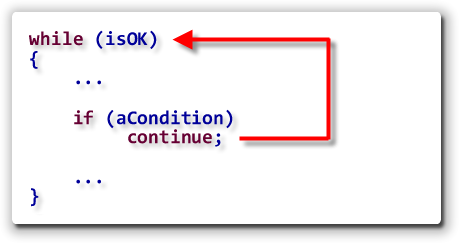 while (isOK)
{
...
if (aCondition)
continue;
...
}